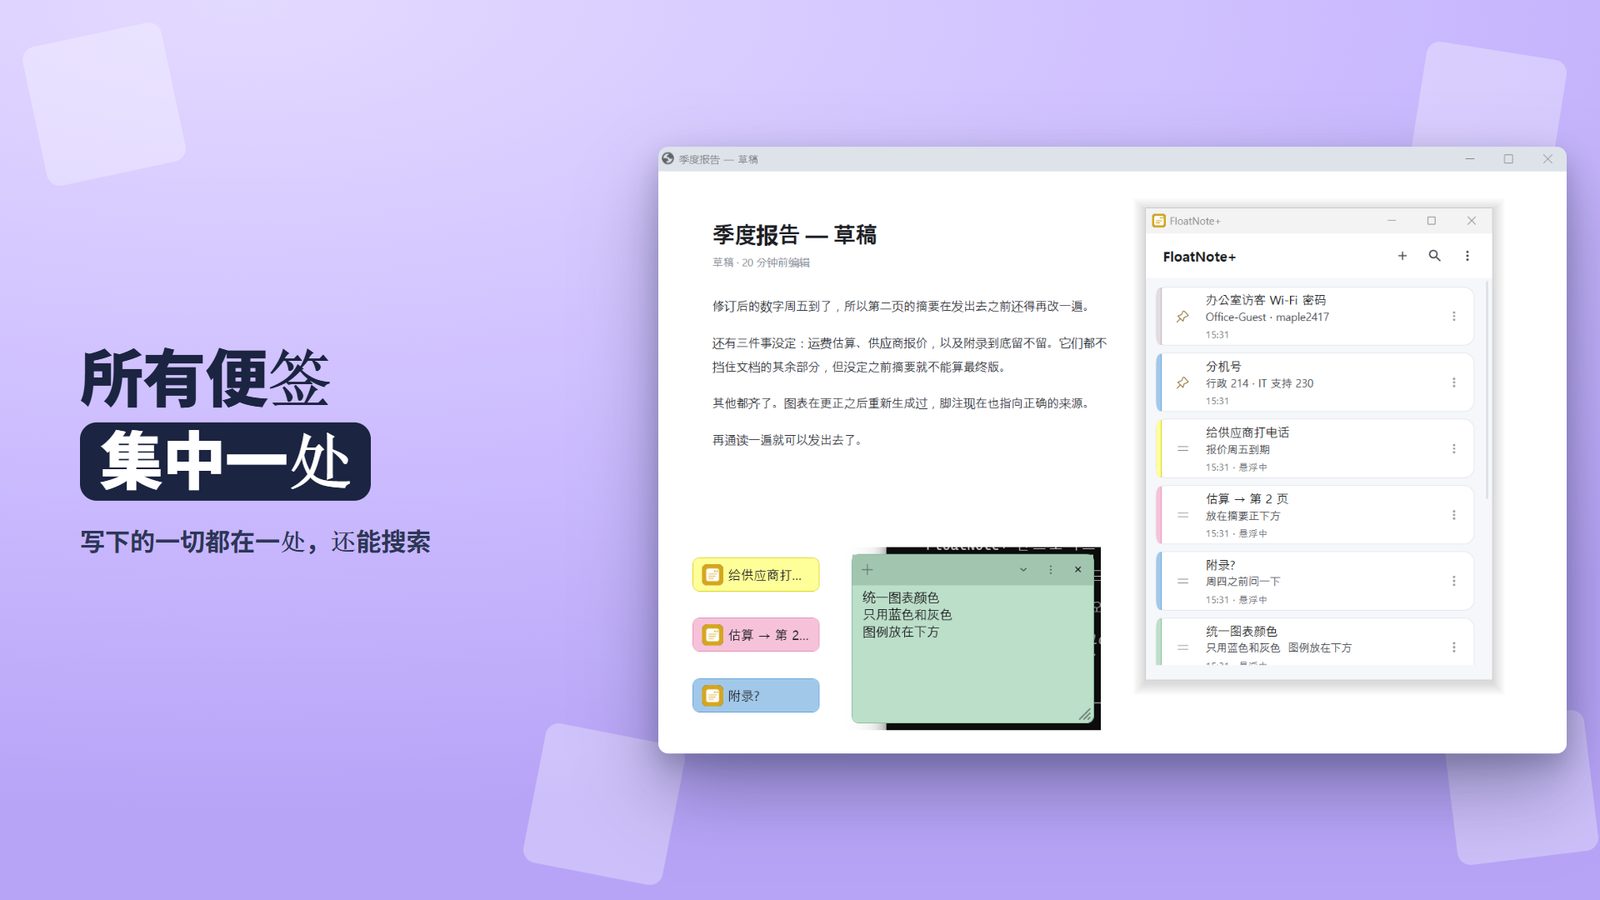 所有便签
集中一处
写下的一切都在一处，还能搜索
季度报告 — 草稿
季度报告 — 草稿
草稿 · 20 分钟前编辑
修订后的数字周五到了，所以第二页的摘要在发出去之前还得再改一遍。
还有三件事没定：运费估算、供应商报价，以及附录到底留不留。它们都不
挡住文档的其余部分，但没定之前摘要就不能算最终版。
其他都齐了。图表在更正之后重新生成过，脚注现在也指向正确的来源。
再通读一遍就可以发出去了。
给供应商打...
估算 → 第 2...
附录?
统一图表颜色
只用蓝色和灰色
图例放在下方
FloatNote+
FloatNote+
办公室访客 Wi-Fi 密码
Office-Guest · maple2417
15:31
分机号
行政 214 · IT 支持 230
15:31
给供应商打电话
报价周五到期
15:31 · 悬浮中
估算 → 第 2 页
放在摘要正下方
15:31 · 悬浮中
附录?
周四之前问一下
15:31 · 悬浮中
统一图表颜色
只用蓝色和灰色 图例放在下方
15:31 · 悬浮中